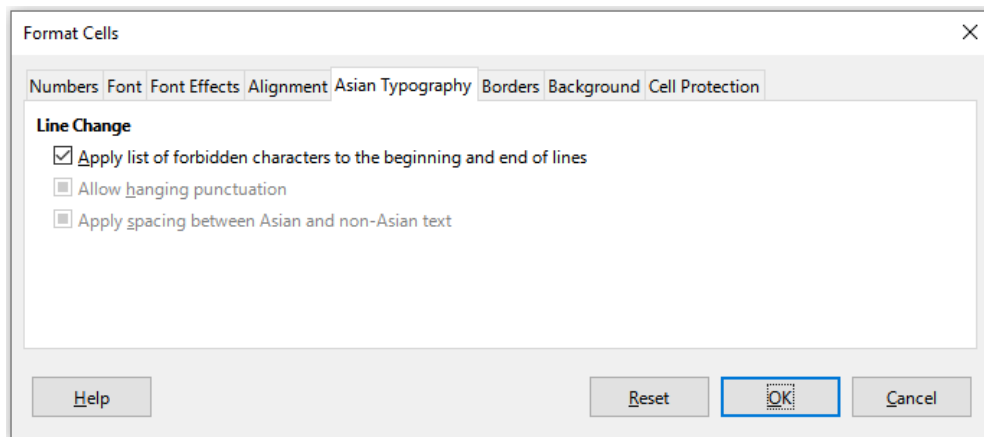 Format Cells
Numbers Font Font Effects Alignment Asian Typography Borders Background Cell Protection
Line Change
Apply list of forbidden characters to the beginning and end of lines
Allow hanging punctuation
Apply spacing between Asian and non-Asian text
Help Reset OK Cancel